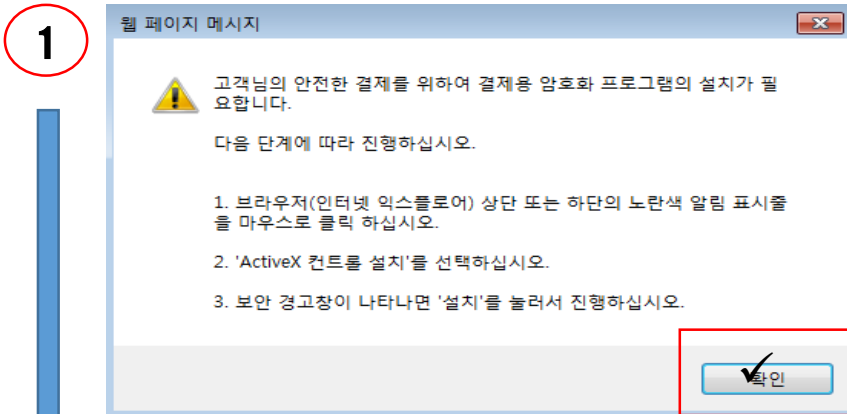 1
웹 페이지 메시지
고객님의 안전한 결제를 위하여 결제용 암호화 프로그램의 설치가 필
요합니다.
다음 단계에 따라 진행하십시오.
1. 브라우저(인터넷 익스플로어) 상단 또는 하단의 노란색 알림 표시줄
을 마우스로 클릭 하십시오.
2. 'ActiveX 컨트롤 설치'를 선택하십시오.
3. 보안 경고창이 나타나면 '설치'를 눌러서 진행하십시오.
확인